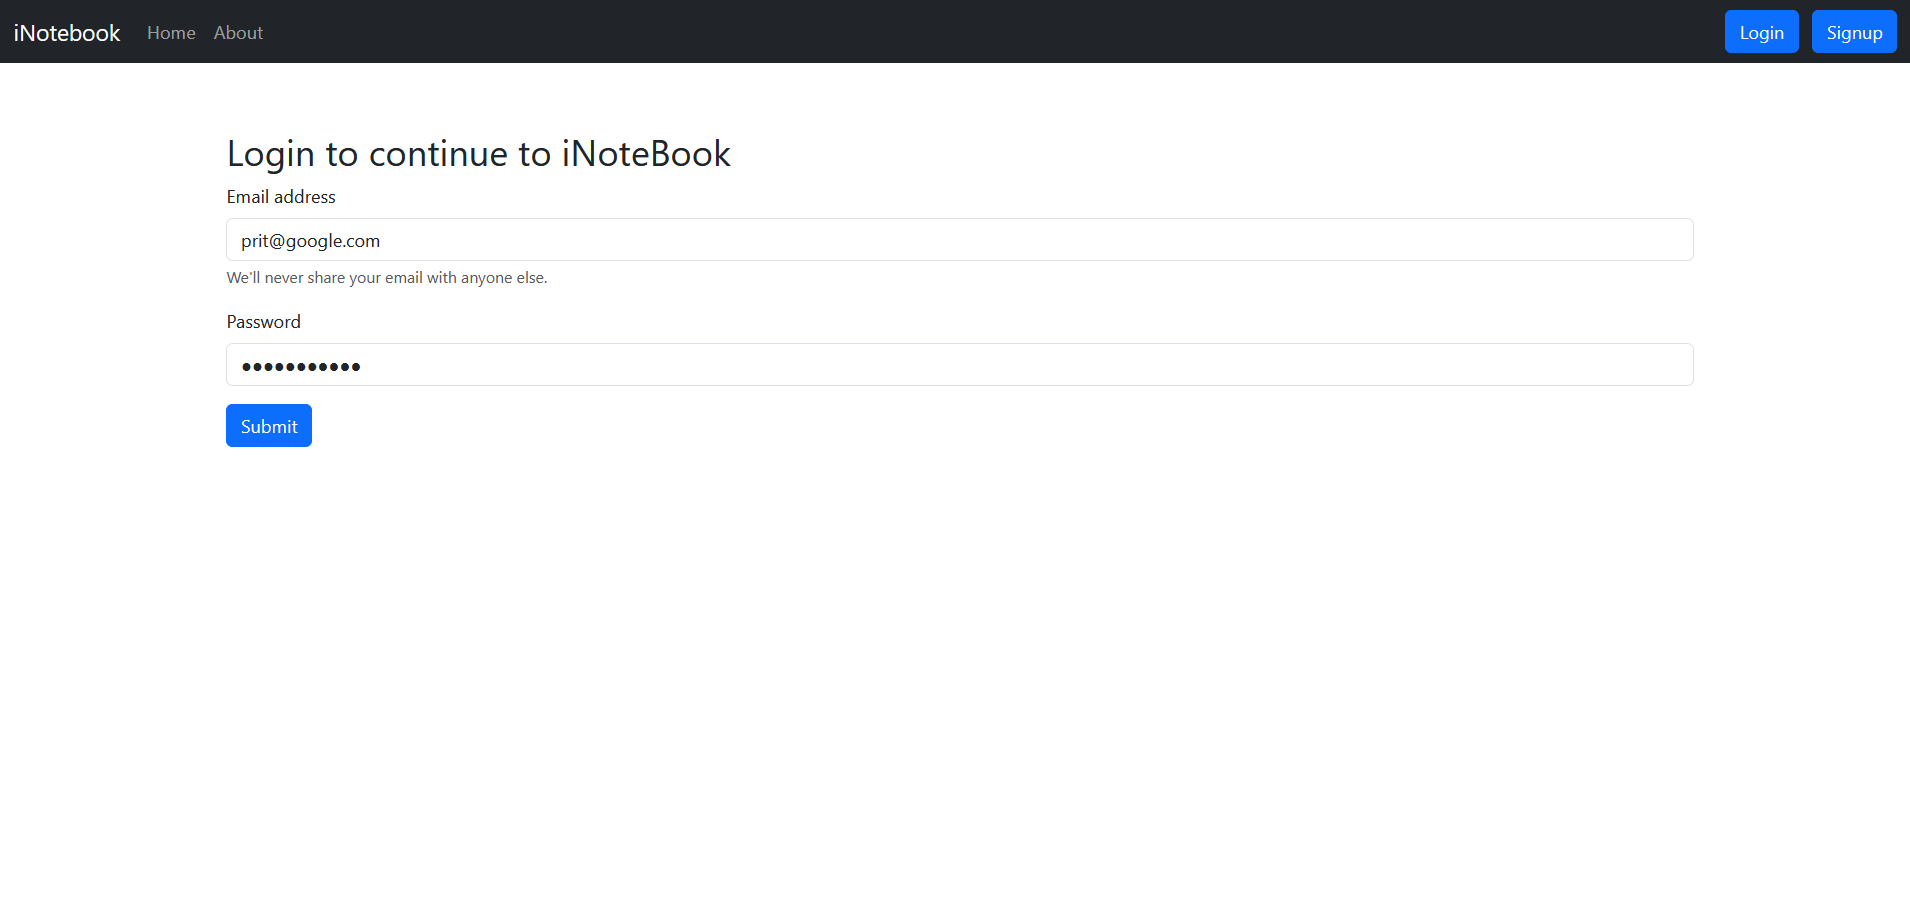 iNotebook Home About Login Signup
Login to continue to iNoteBook
Email address
prit@google.com
We'll never share your email with anyone else.
Password
•••••••••••
Submit